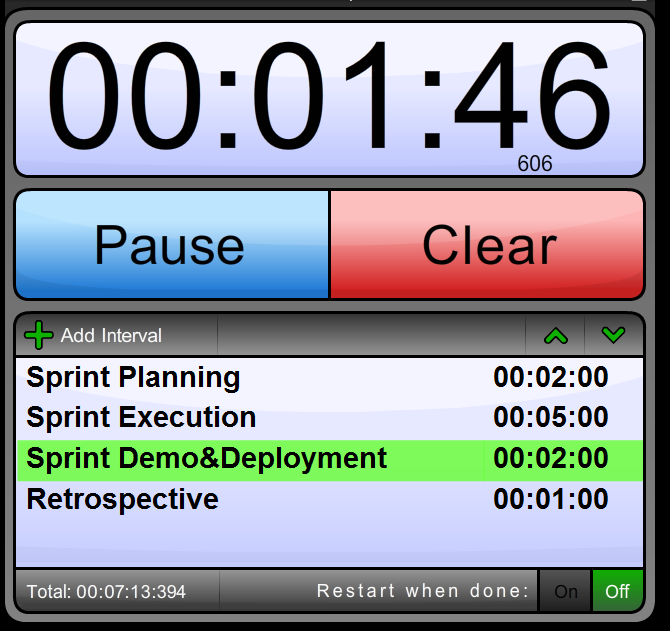 00:01:46
606
Pause Clear
Add Interval
Sprint Planning 00:02:00
Sprint Execution 00:05:00
Sprint Demo&Deployment 00:02:00
Retrospective 00:01:00
Total: 00:07:13:394 Restart when done: On Off